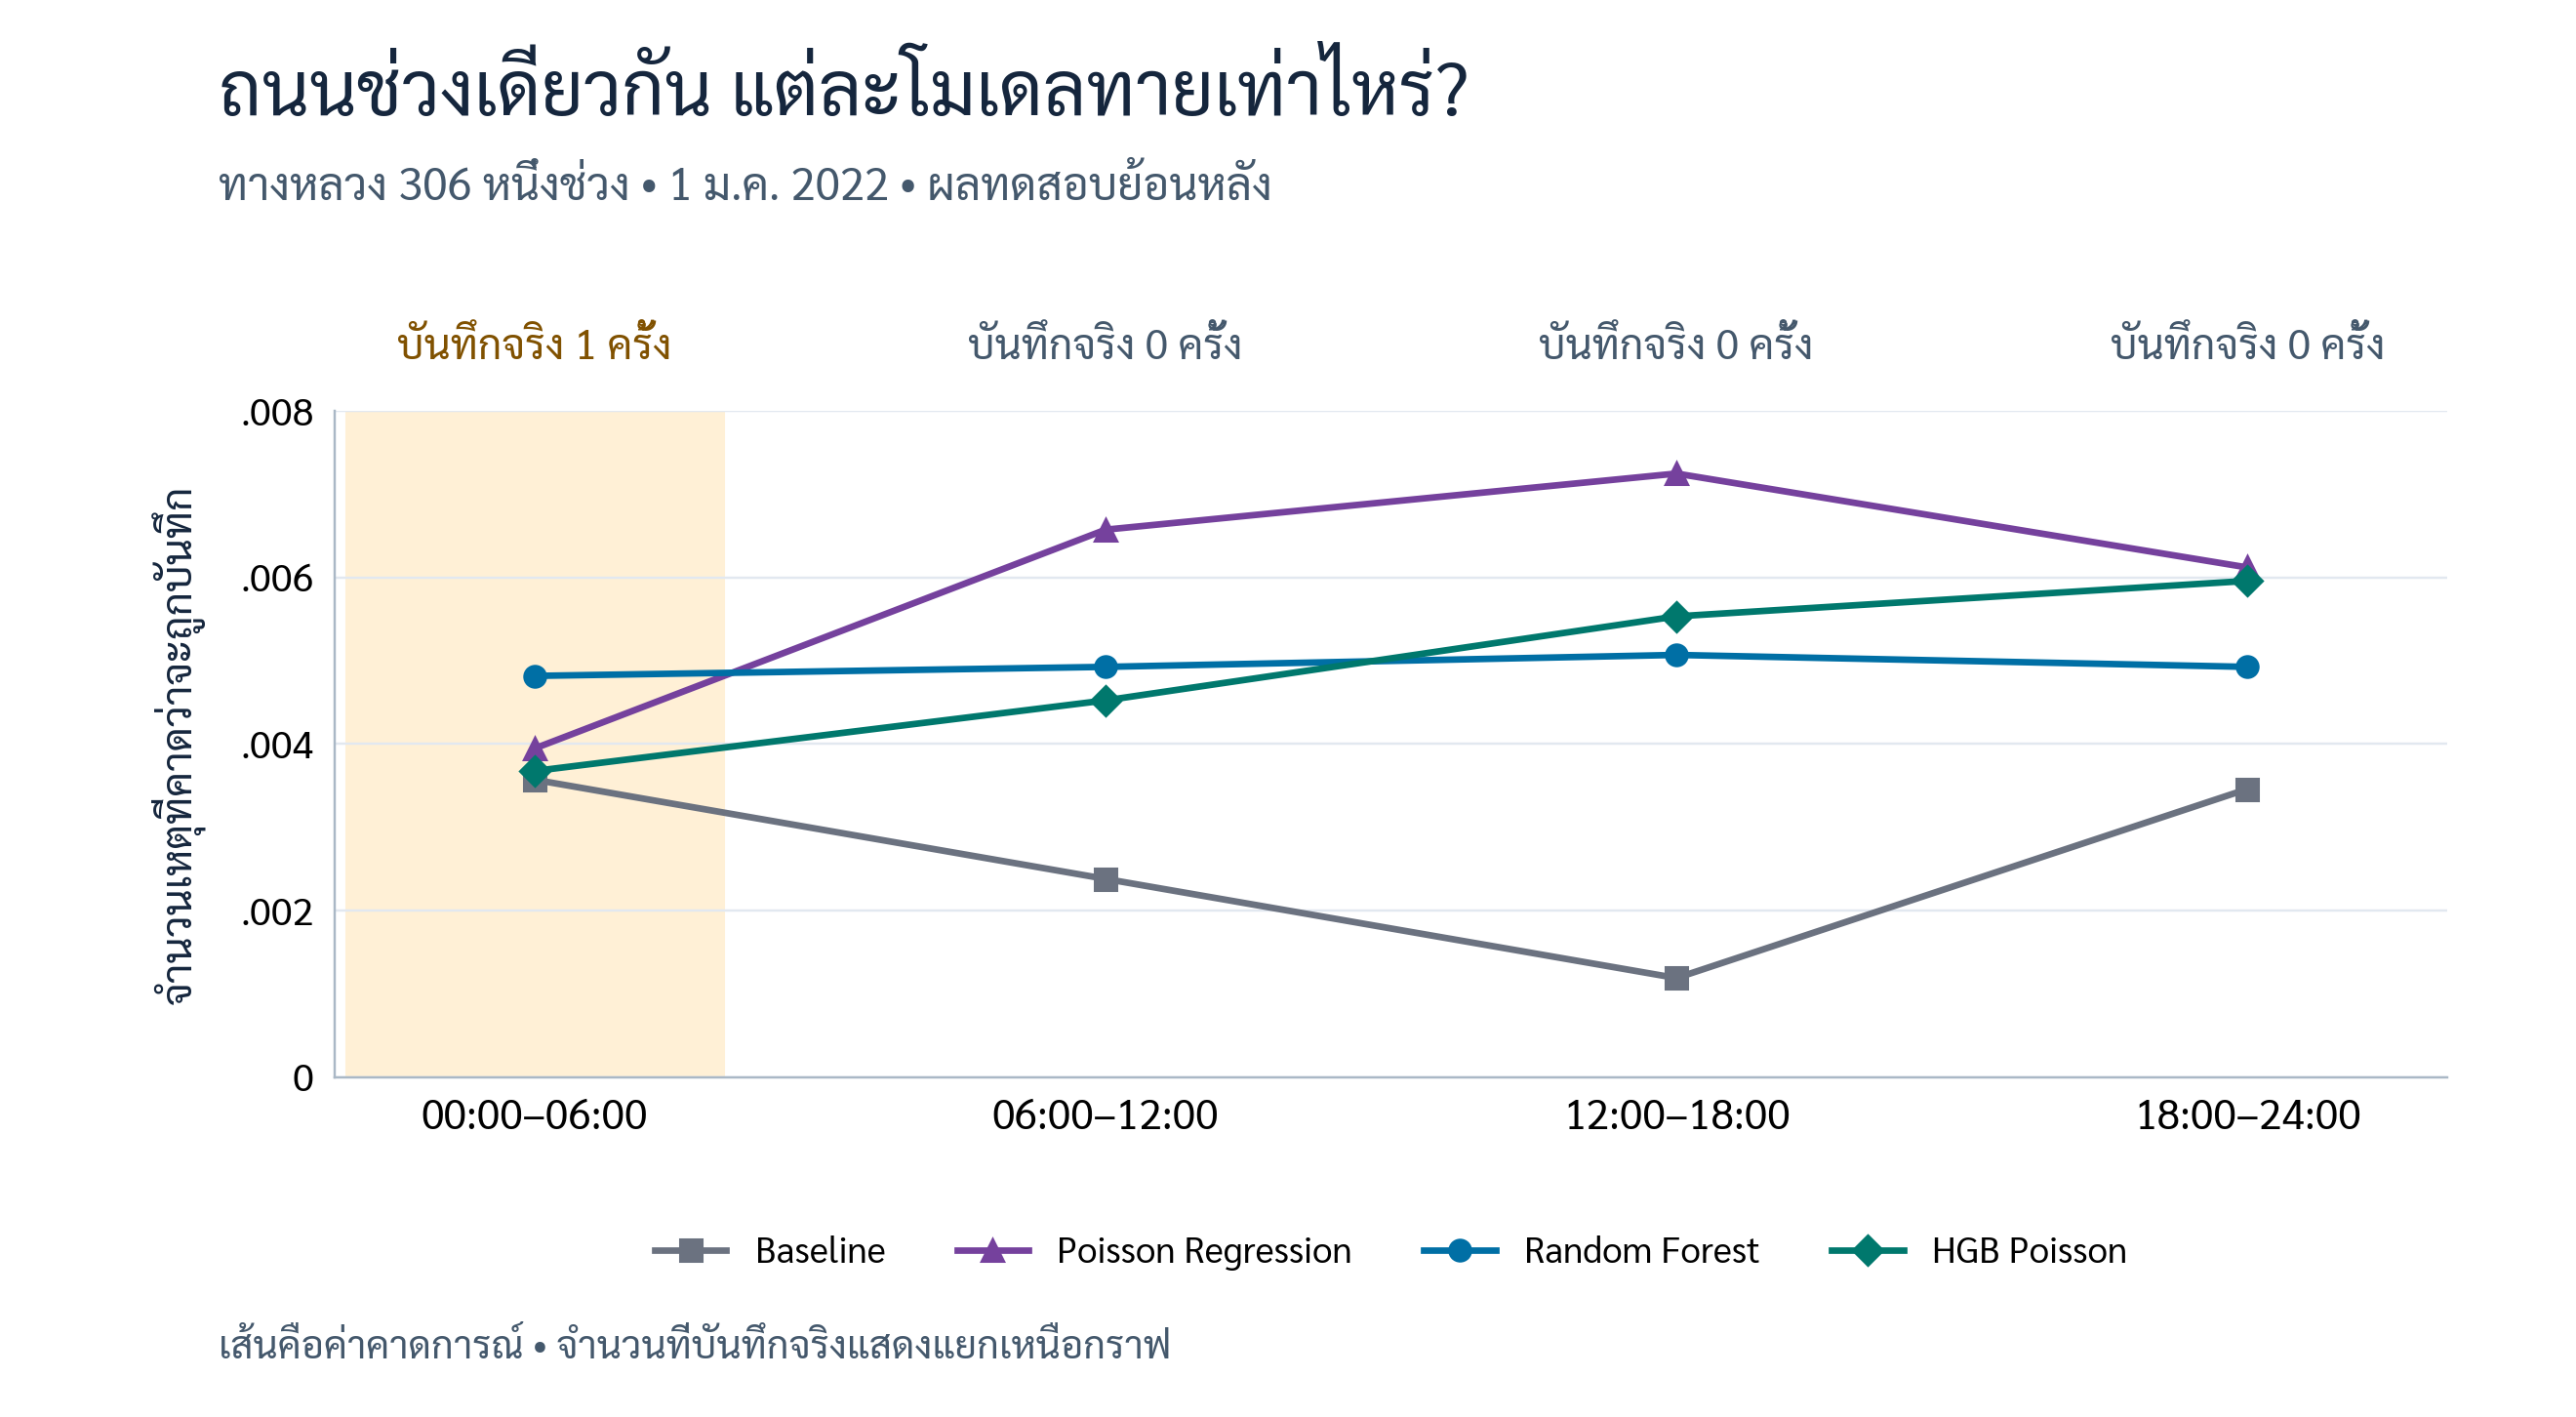 ถนนช่วงเดียวกัน แต่ละโมเดลทายเท่าไหร่?
ทางหลวง 306 หนึ่งช่วง • 1 ม.ค. 2022 • ผลทดสอบย้อนหลัง
บันทึกจริง 1 ครั้ง
บันทึกจริง 0 ครั้ง
บันทึกจริง 0 ครั้ง
บันทึกจริง 0 ครั้ง
จำนวนเหตุที่คาดว่าจะถูกบันทึก
.008
.006
.004
.002
0
00:00–06:00
06:00–12:00
12:00–18:00
18:00–24:00
Baseline
Poisson Regression
Random Forest
HGB Poisson
เส้นคือค่าคาดการณ์ • จำนวนที่บันทึกจริงแสดงแยกเหนือกราฟ